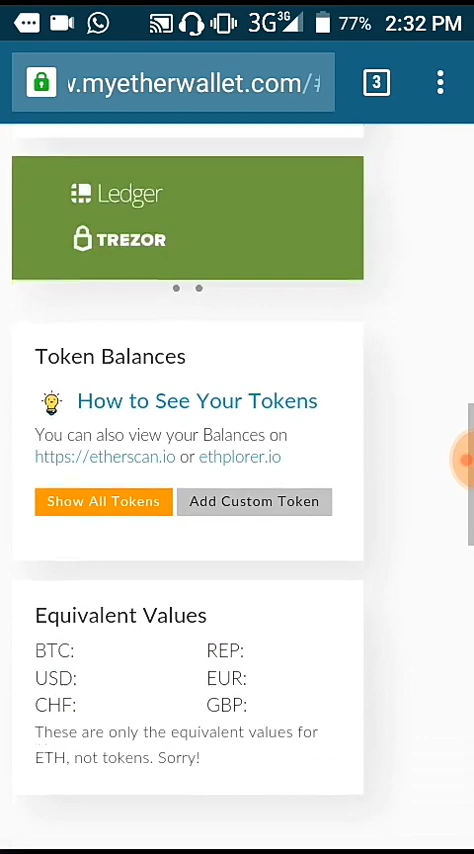 3G 3G 77% 2:32 PM
.myetherwallet.com/# 3
Ledger
TREZOR
Token Balances
How to See Your Tokens
You can also view your Balances on
https://etherscan.io or ethplorer.io
Show All Tokens Add Custom Token
Equivalent Values
BTC: REP:
USD: EUR:
CHF: GBP:
These are only the equivalent values for
ETH, not tokens. Sorry!